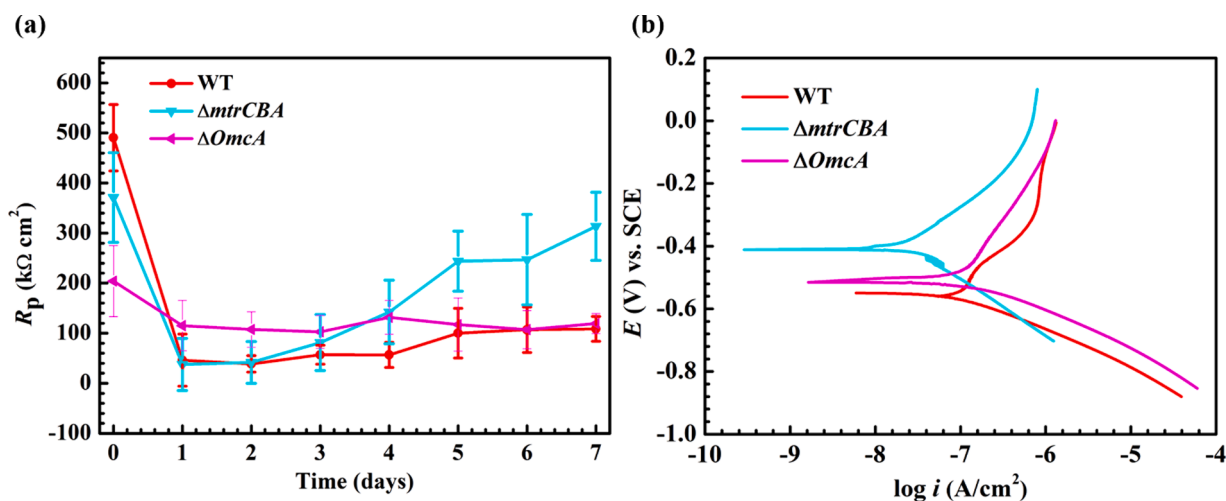 (a)
600
500
400
300
200
100
0
-100
R_p (kΩ cm²)
WT
ΔmtrCBA
ΔOmcA
0 1 2 3 4 5 6 7
Time (days)
(b)
0.2
0.0
-0.2
-0.4
-0.6
-0.8
-1.0
E (V) vs. SCE
WT
ΔmtrCBA
ΔOmcA
-10 -9 -8 -7 -6 -5 -4
log i (A/cm²)